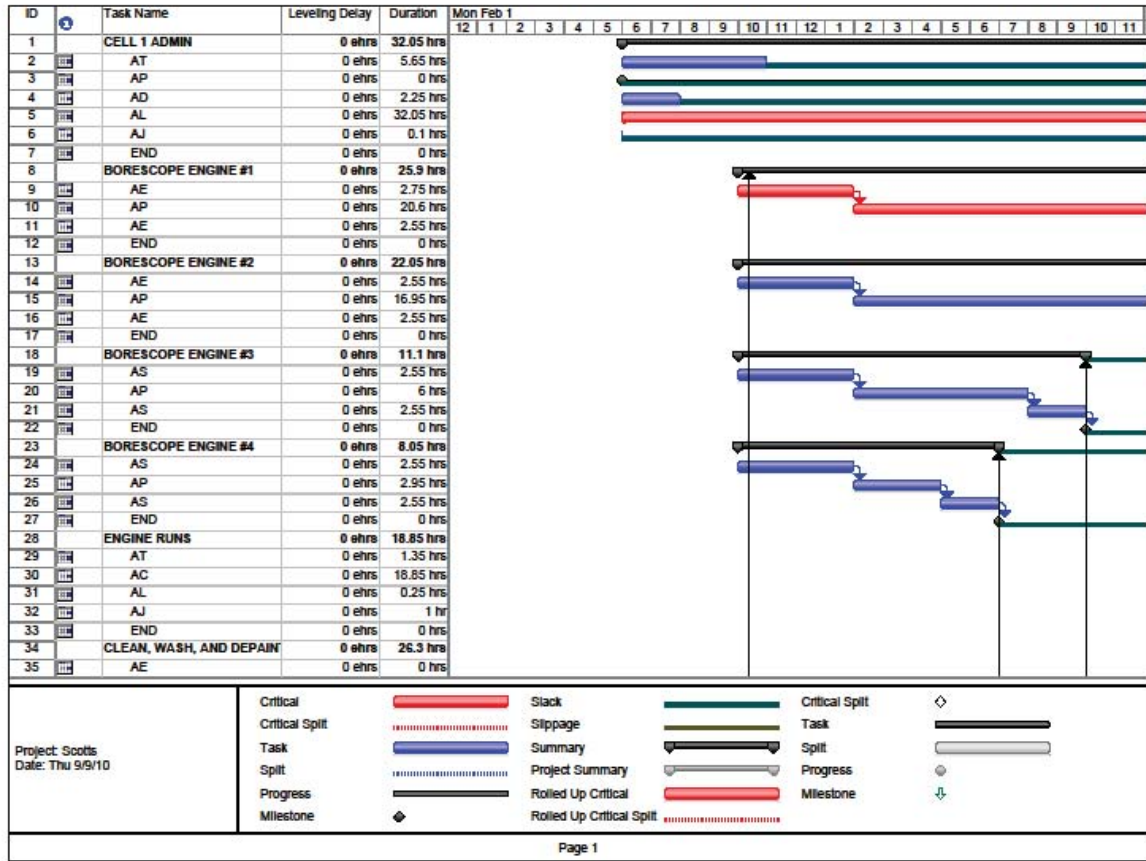 ID Task Name Leveling Delay Duration Mon Feb 1
12 1 2 3 4 5 6 7 8 9 10 11 12 1 2 3 4 5 6 7 8 9 10 11
1 CELL 1 ADMIN 0 ehrs 32.05 hrs
2 AT 0 ehrs 5.65 hrs
3 AP 0 ehrs 0 hrs
4 AD 0 ehrs 2.25 hrs
5 AL 0 ehrs 32.05 hrs
6 AJ 0 ehrs 0.1 hrs
7 END 0 ehrs 0 hrs
8 BORESCOPE ENGINE #1 0 ehrs 25.9 hrs
9 AE 0 ehrs 2.75 hrs
10 AP 0 ehrs 20.6 hrs
11 AE 0 ehrs 2.55 hrs
12 END 0 ehrs 0 hrs
13 BORESCOPE ENGINE #2 0 ehrs 22.05 hrs
14 AE 0 ehrs 2.55 hrs
15 AP 0 ehrs 16.95 hrs
16 AE 0 ehrs 2.55 hrs
17 END 0 ehrs 0 hrs
18 BORESCOPE ENGINE #3 0 ehrs 11.1 hrs
19 AS 0 ehrs 2.55 hrs
20 AP 0 ehrs 6 hrs
21 AS 0 ehrs 2.55 hrs
22 END 0 ehrs 0 hrs
23 BORESCOPE ENGINE #4 0 ehrs 8.05 hrs
24 AS 0 ehrs 2.55 hrs
25 AP 0 ehrs 2.95 hrs
26 AS 0 ehrs 2.55 hrs
27 END 0 ehrs 0 hrs
28 ENGINE RUNS 0 ehrs 18.85 hrs
29 AT 0 ehrs 1.35 hrs
30 AC 0 ehrs 18.85 hrs
31 AL 0 ehrs 0.25 hrs
32 AJ 0 ehrs 1 hr
33 END 0 ehrs 0 hrs
34 CLEAN, WASH, AND DEPAINT 0 ehrs 26.3 hrs
35 AE 0 ehrs 0 hrs
Project: Scotts
Date: Thu 9/9/10
Critical
Critical Split
Task
Split
Progress
Milestone
Slack
Slippage
Summary
Project Summary
Rolled Up Critical
Rolled Up Critical Split
Critical Split
Task
Split
Progress
Milestone
Page 1